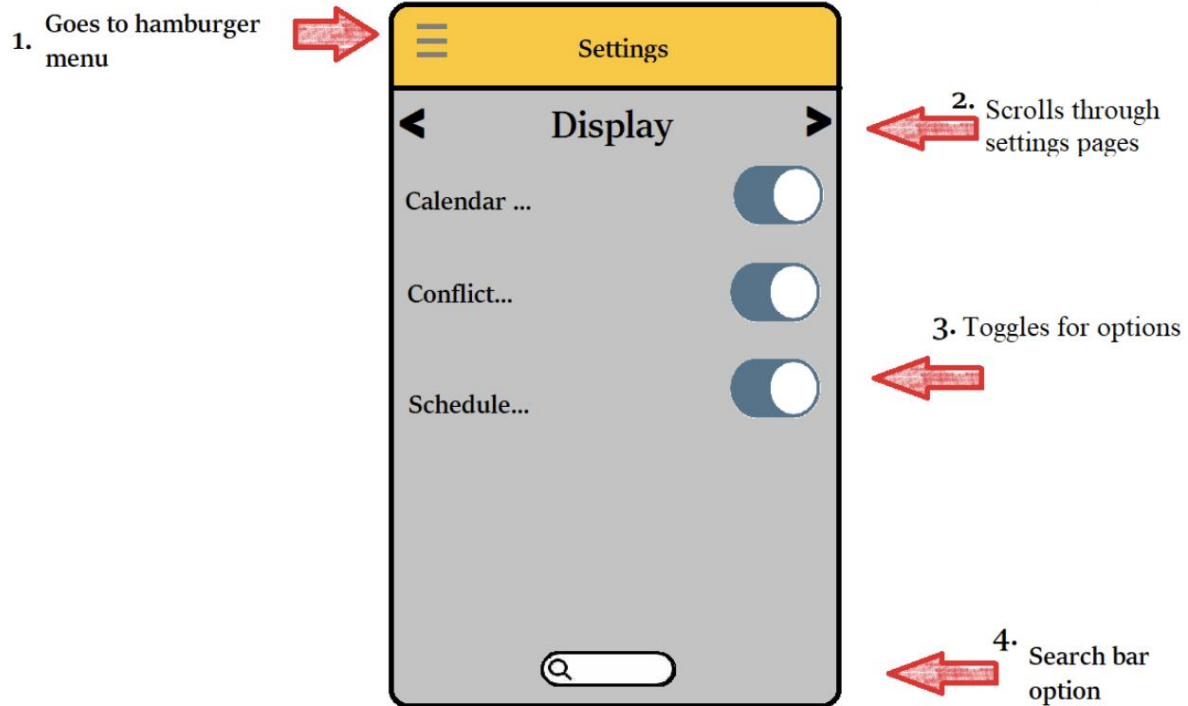 1. Goes to hamburger
menu
Settings
< Display >
2. Scrolls through
settings pages
Calendar ...
Conflict...
3. Toggles for options
Schedule...
4. Search bar
option